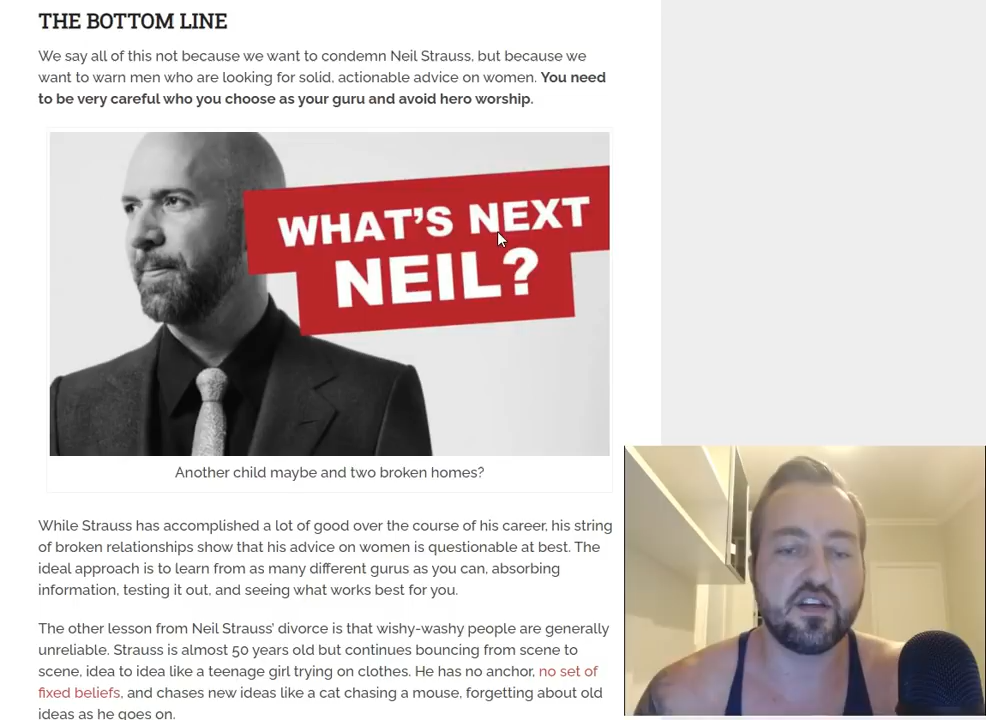 THE BOTTOM LINE
We say all of this not because we want to condemn Neil Strauss, but because we
want to warn men who are looking for solid, actionable advice on women. You need
to be very careful who you choose as your guru and avoid hero worship.
WHAT'S NEXT
NEIL?
Another child maybe and two broken homes?
While Strauss has accomplished a lot of good over the course of his career, his string
of broken relationships show that his advice on women is questionable at best. The
ideal approach is to learn from as many different gurus as you can, absorbing
information, testing it out, and seeing what works best for you.
The other lesson from Neil Strauss' divorce is that wishy-washy people are generally
unreliable. Strauss is almost 50 years old but continues bouncing from scene to
scene, idea to idea like a teenage girl trying on clothes. He has no anchor, no set of
fixed beliefs, and chases new ideas like a cat chasing a mouse, forgetting about old
ideas as he goes on.